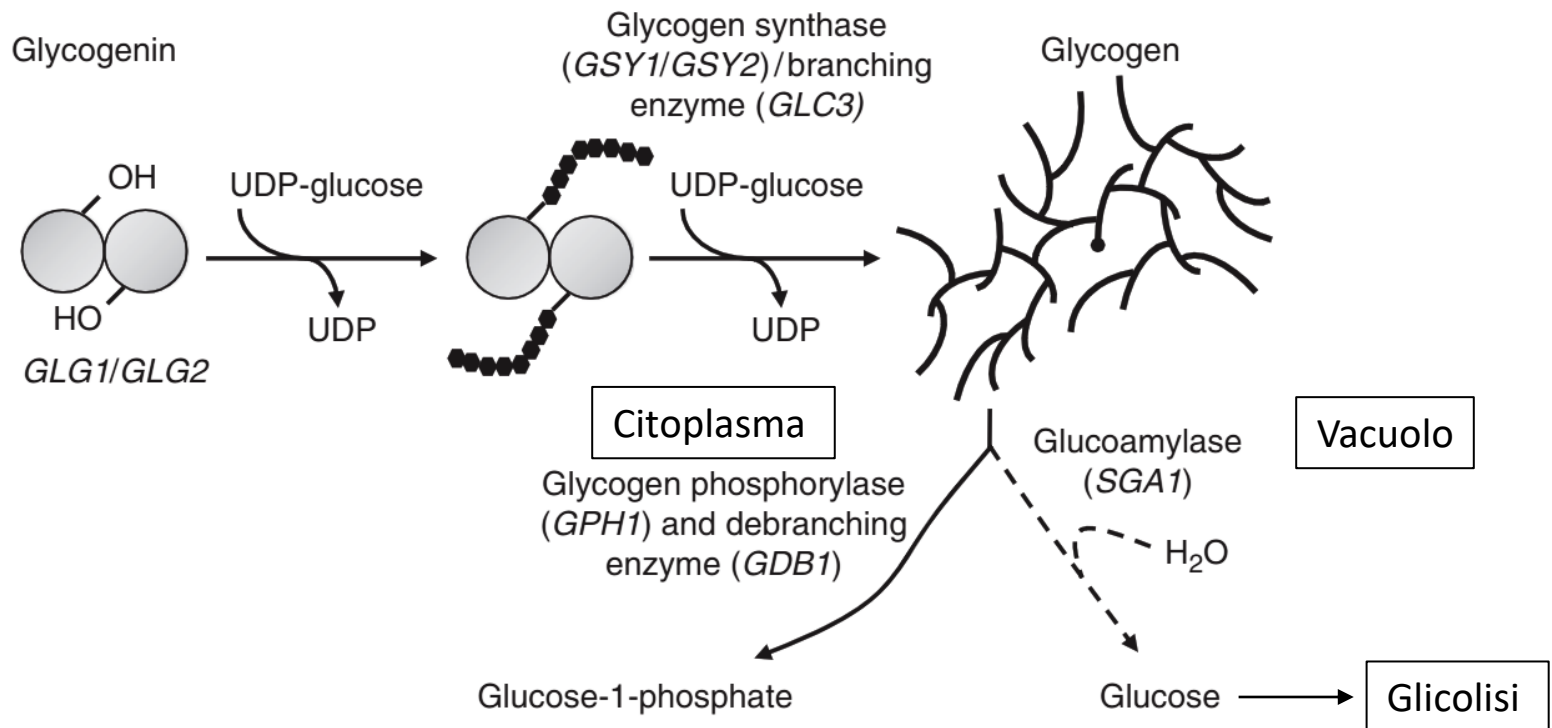 Glycogenin
Glycogen synthase
(GSY1/GSY2)/branching
enzyme (GLC3)
Glycogen
OH
HO
UDP-glucose
UDP
GLG1/GLG2
UDP-glucose
UDP
Citoplasma
Glycogen phosphorylase
(GPH1) and debranching
enzyme (GDB1)
Glucoamylase
(SGA1)
Vacuolo
H₂O
Glucose-1-phosphate
Glucose
Glicolisi